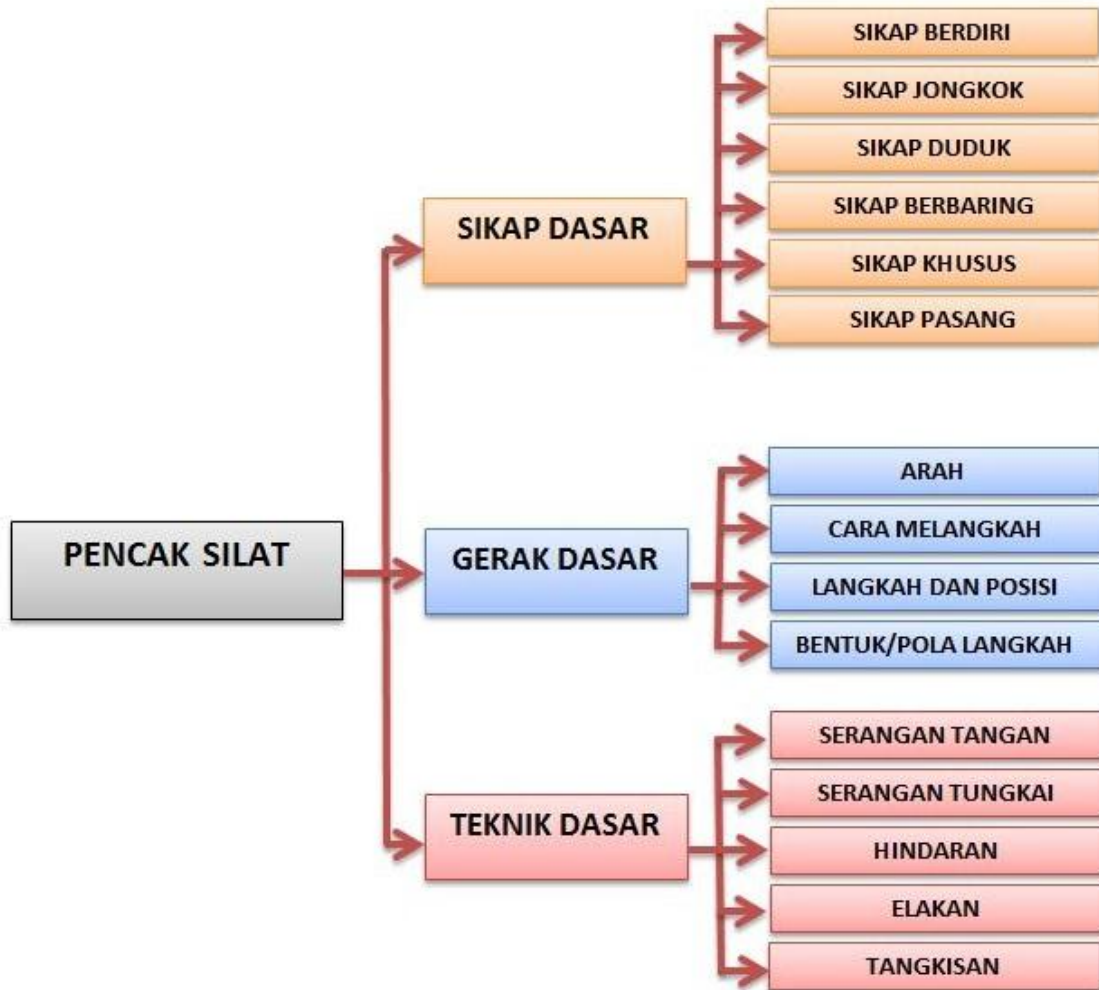 PENCAK SILAT
SIKAP DASAR
SIKAP BERDIRI
SIKAP JONGKOK
SIKAP DUDUK
SIKAP BERBARING
SIKAP KHUSUS
SIKAP PASANG
GERAK DASAR
ARAH
CARA MELANGKAH
LANGKAH DAN POSISI
BENTUK/POLA LANGKAH
TEKNIK DASAR
SERANGAN TANGAN
SERANGAN TUNGKAI
HINDARAN
ELAKAN
TANGKISAN